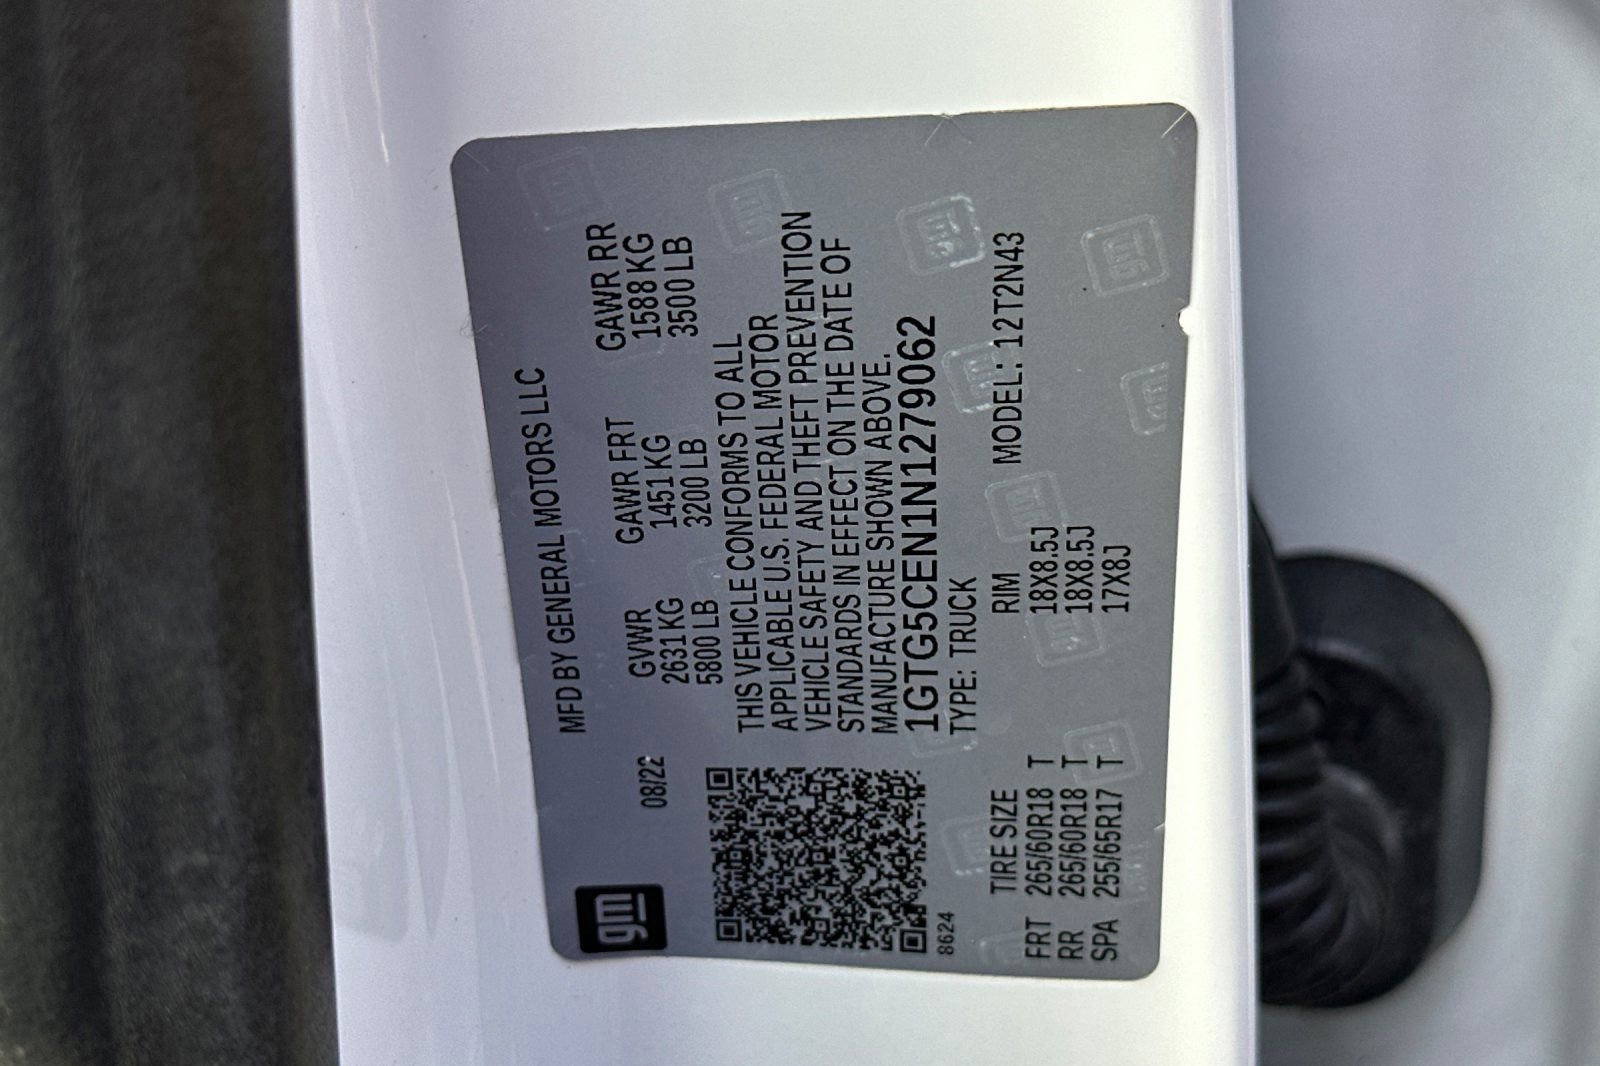 gm
MFD BY GENERAL MOTORS LLC
08/22
GVWR GAWR FRT GAWR RR
2631 KG 1451 KG 1588 KG
5800 LB 3200 LB 3500 LB
THIS VEHICLE CONFORMS TO ALL
APPLICABLE U.S. FEDERAL MOTOR
VEHICLE SAFETY AND THEFT PREVENTION
STANDARDS IN EFFECT ON THE DATE OF
MANUFACTURE SHOWN ABOVE.
1GTG5CEN1N1279062
8624
TYPE: TRUCK MODEL: 12T2N43
TIRE SIZE RIM
FRT 265/60R18 T 18X8.5J
RR 265/60R18 T 18X8.5J
SPA 255/65R17 T 17X8J